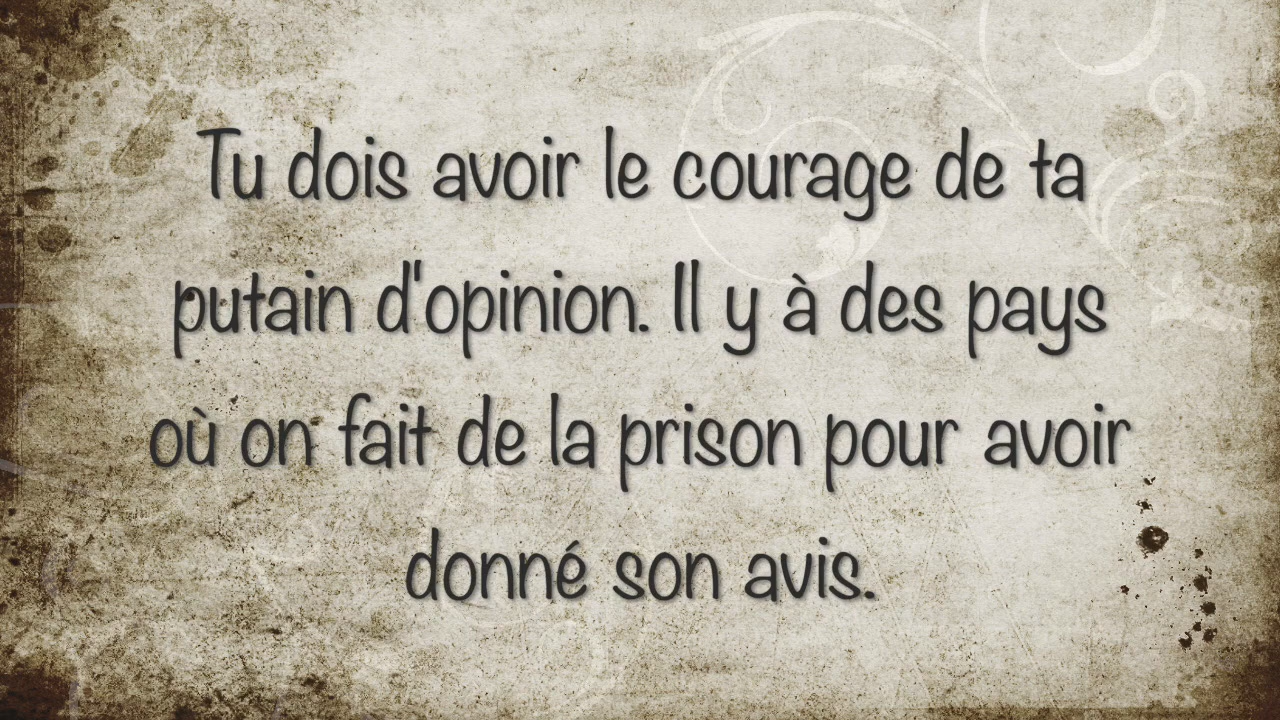 Tu dois avoir le courage de ta
putain d'opinion. Il y à des pays
où on fait de la prison pour avoir
donné son avis.